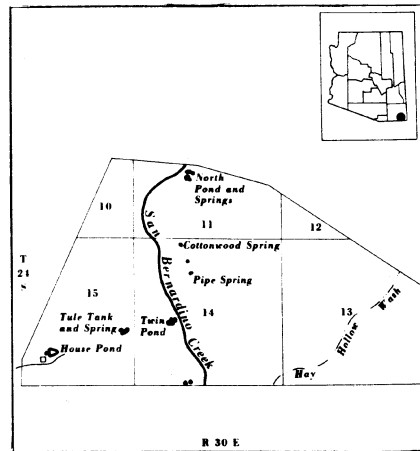 North
Pond and
Springs
10
11
12
San Bernardino Creek
Cottonwood Spring
T
24
S
Pipe Spring
15
14
13
Tule Tank
and Spring
Twin
Pond
House Pond
Hay Hollow Wash
R 30 E